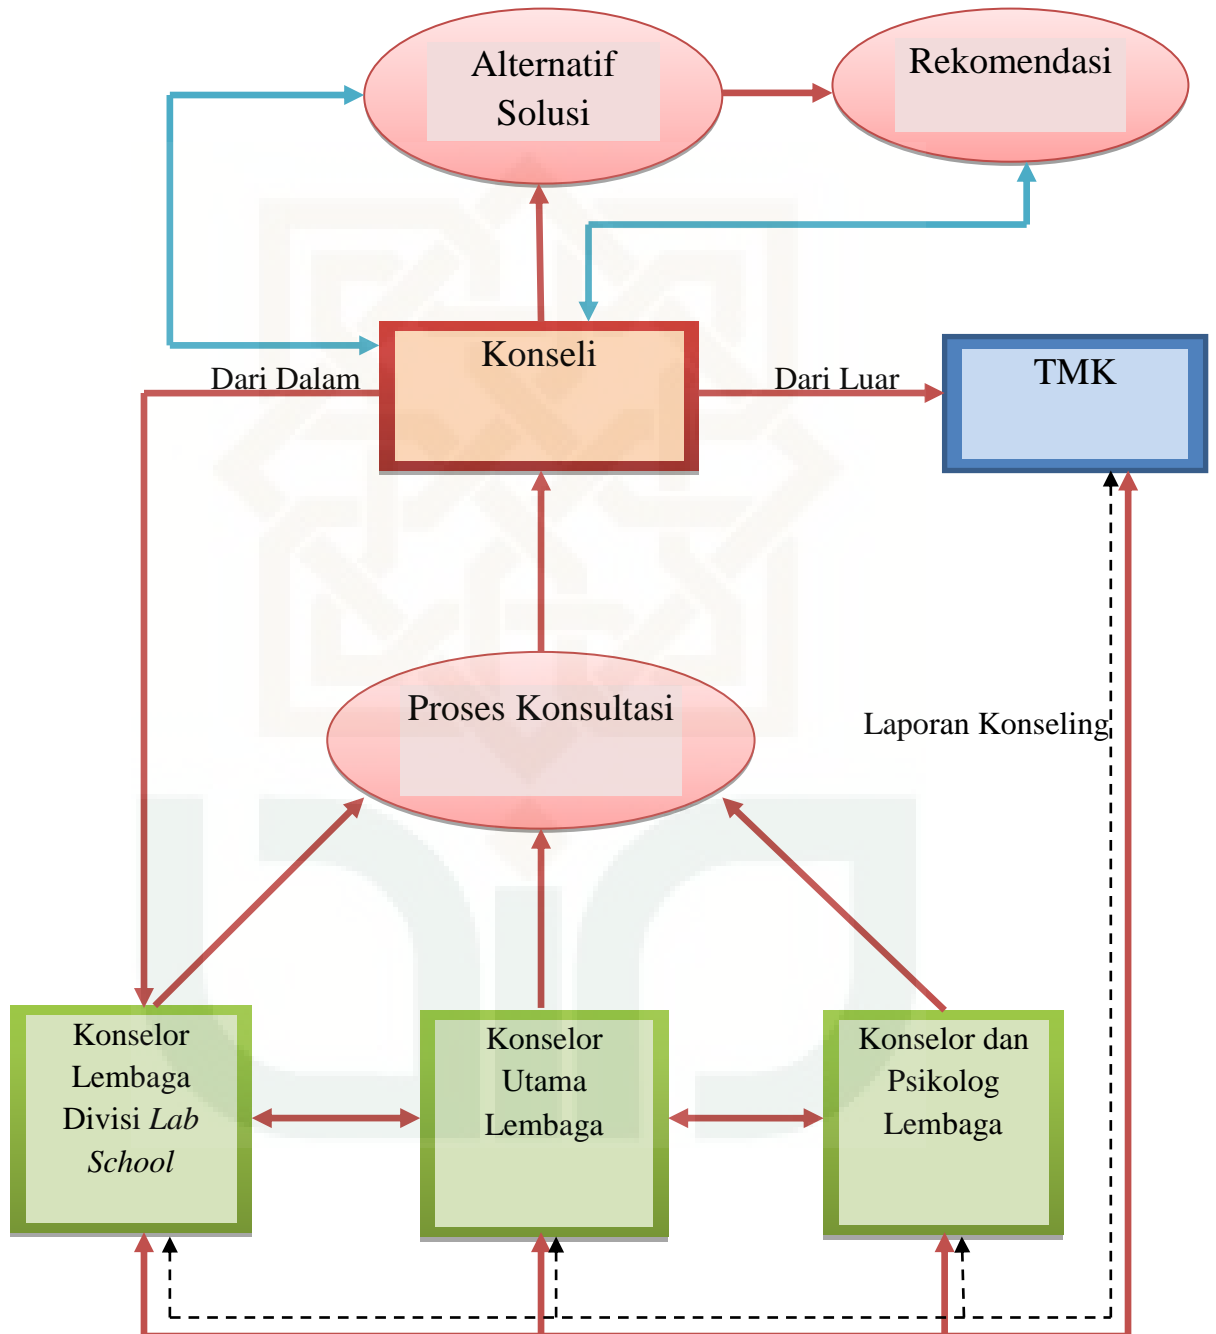 Alternatif
Solusi
Rekomendasi
Konseli
TMK
Dari Dalam
Dari Luar
Proses Konsultasi
Laporan Konseling
Konselor
Lembaga
Divisi Lab
School
Konselor
Utama
Lembaga
Konselor dan
Psikolog
Lembaga